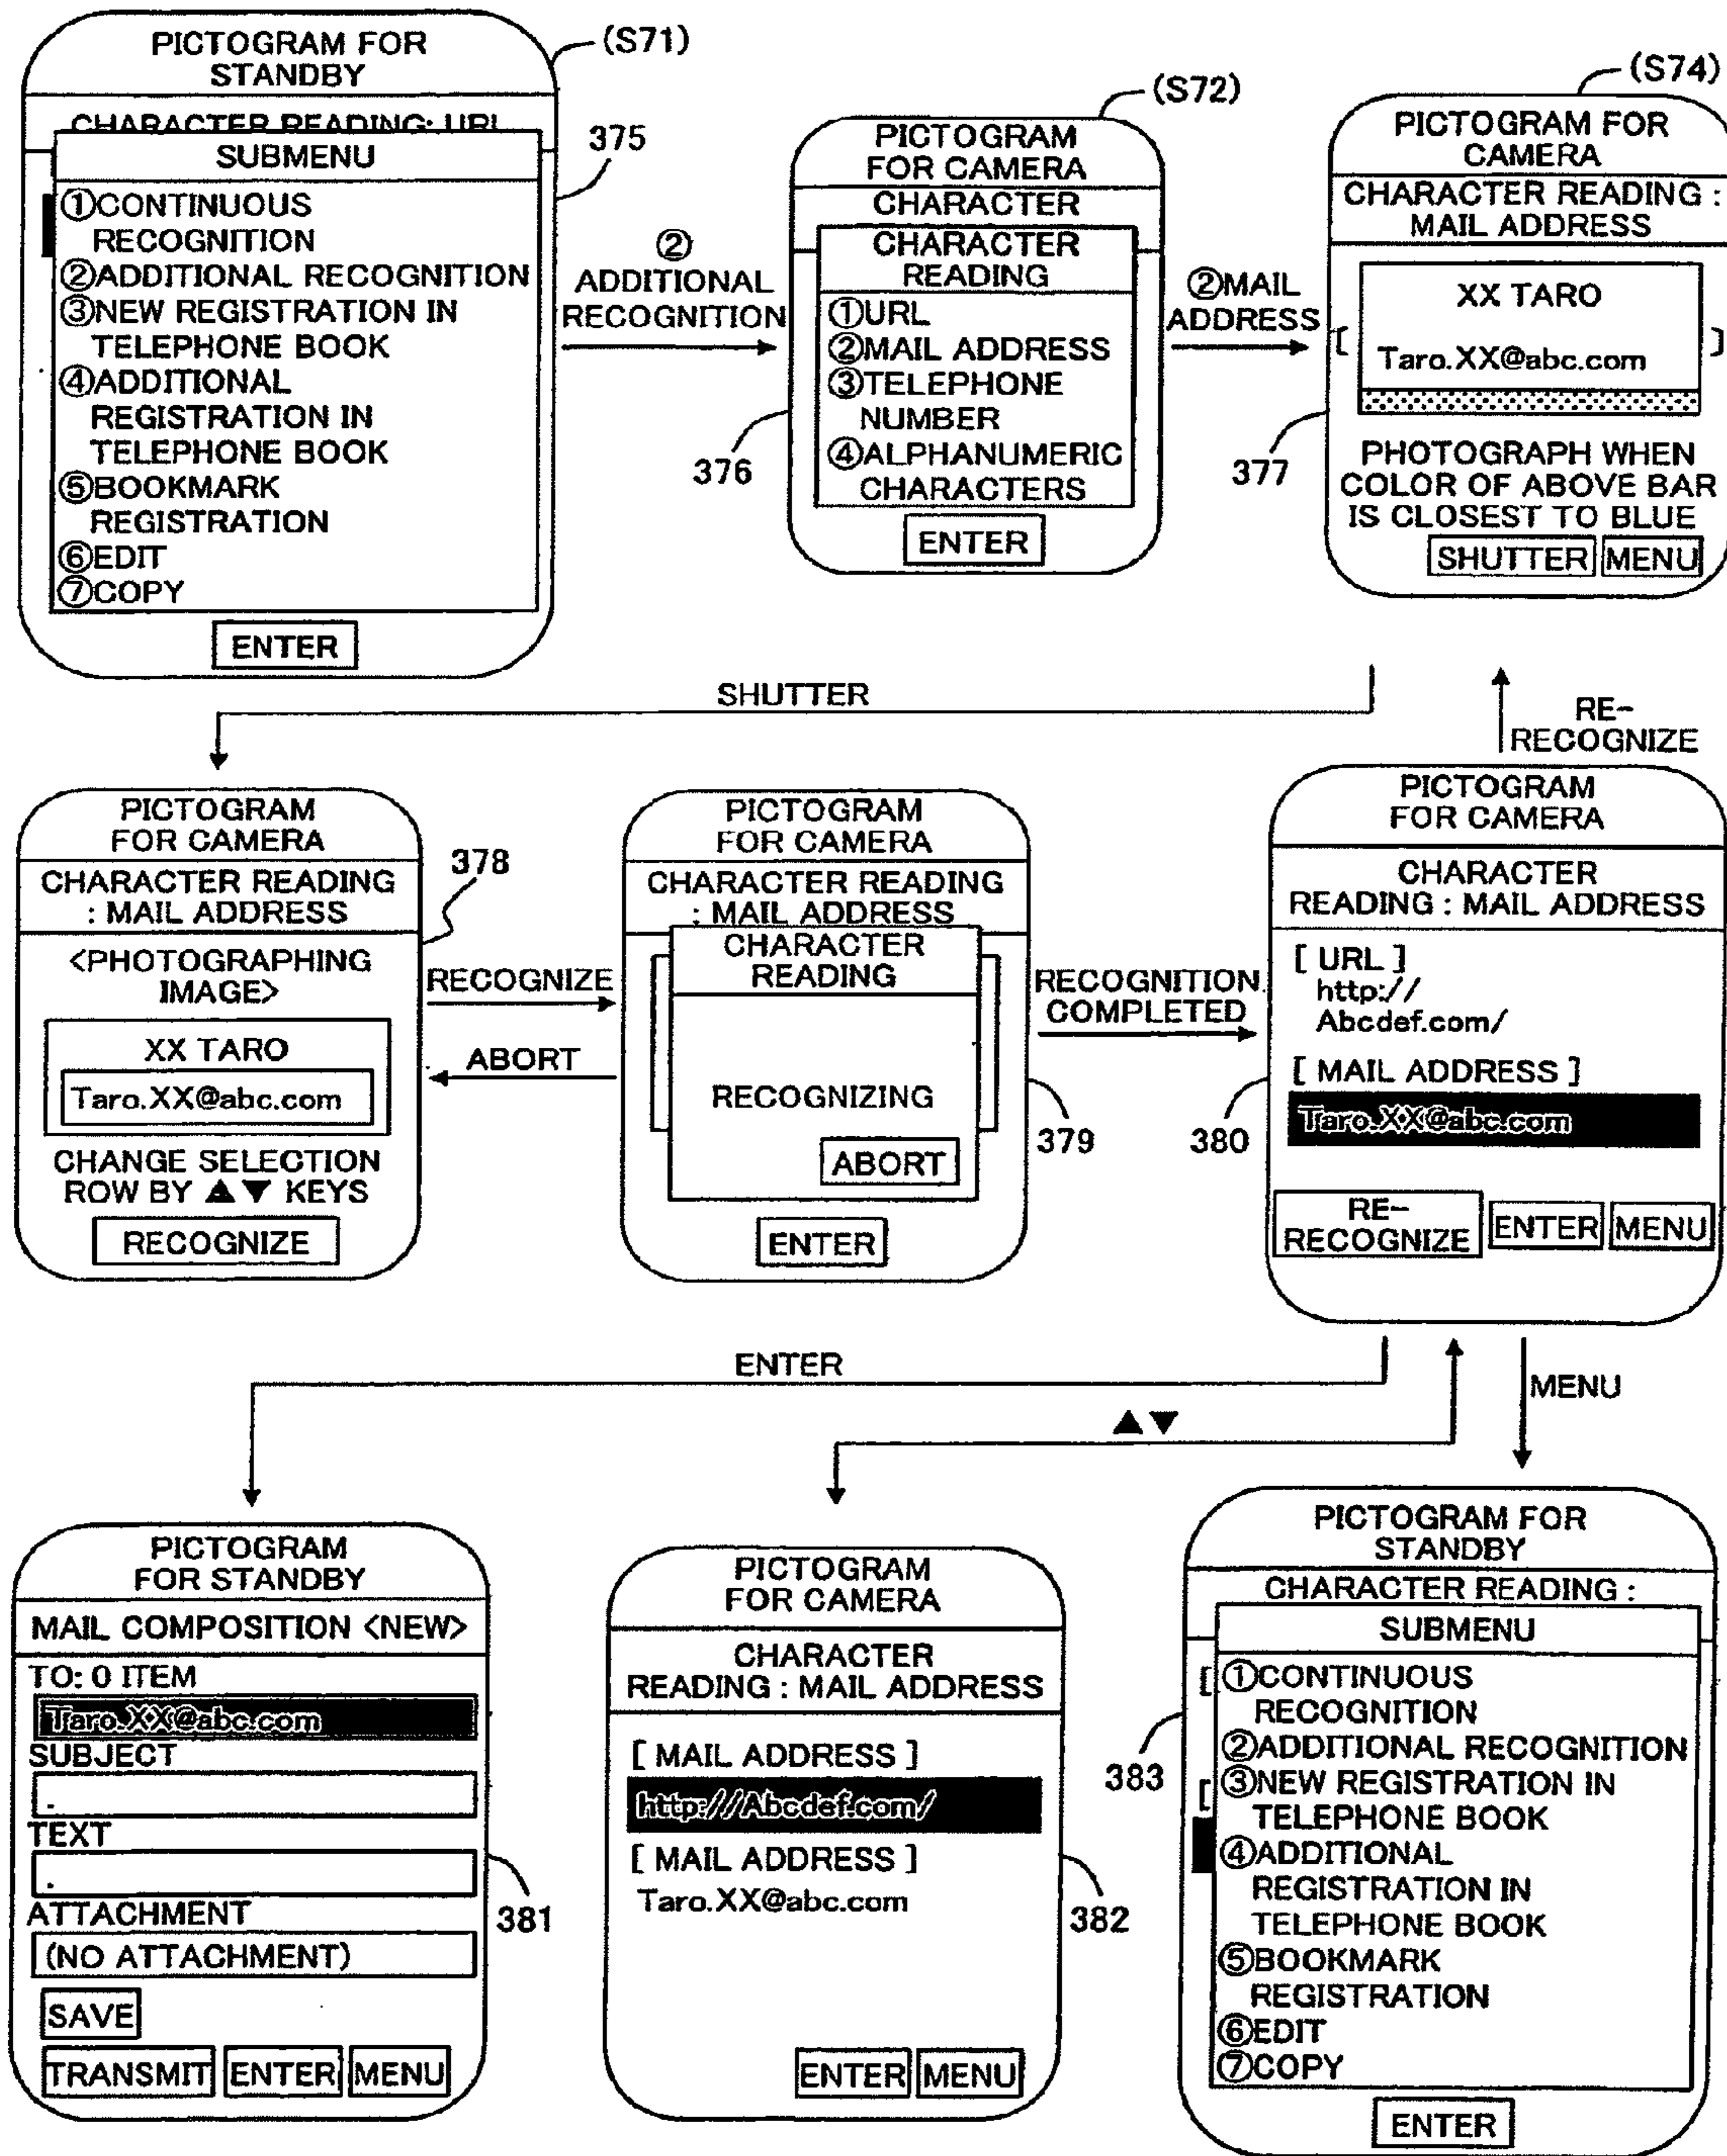 PICTOGRAM FOR
STANDBY
(S71)
CHARACTER READING: URL
SUBMENU
①CONTINUOUS
RECOGNITION
②ADDITIONAL RECOGNITION
③NEW REGISTRATION IN
TELEPHONE BOOK
④ADDITIONAL
REGISTRATION IN
TELEPHONE BOOK
⑤BOOKMARK
REGISTRATION
⑥EDIT
⑦COPY
ENTER
375
②
ADDITIONAL
RECOGNITION
(S72)
PICTOGRAM
FOR CAMERA
CHARACTER
CHARACTER
READING
①URL
②MAIL ADDRESS
③TELEPHONE
NUMBER
④ALPHANUMERIC
CHARACTERS
ENTER
376
②MAIL
ADDRESS
(S74)
PICTOGRAM FOR
CAMERA
CHARACTER READING :
MAIL ADDRESS
XX TARO
[ ]
Taro.XX@abc.com
PHOTOGRAPH WHEN
COLOR OF ABOVE BAR
IS CLOSEST TO BLUE
SHUTTER MENU
377
SHUTTER
RE-
RECOGNIZE
PICTOGRAM
FOR CAMERA
CHARACTER READING
: MAIL ADDRESS
<PHOTOGRAPHING
IMAGE>
XX TARO
Taro.XX@abc.com
CHANGE SELECTION
ROW BY ▲▼ KEYS
RECOGNIZE
378
RECOGNIZE
ABORT
PICTOGRAM
FOR CAMERA
CHARACTER READING
: MAIL ADDRESS
CHARACTER
READING
RECOGNIZING
ABORT
ENTER
379
RECOGNITION
COMPLETED
PICTOGRAM
FOR CAMERA
CHARACTER
READING : MAIL ADDRESS
[ URL ]
http://
Abcdef.com/
[ MAIL ADDRESS ]
Taro.XX@abc.com
RE-
RECOGNIZE ENTER MENU
380
ENTER
▲▼
MENU
PICTOGRAM
FOR STANDBY
MAIL COMPOSITION <NEW>
TO: 0 ITEM
Taro.XX@abc.com
SUBJECT
.
TEXT
.
ATTACHMENT
(NO ATTACHMENT)
SAVE
TRANSMIT ENTER MENU
381
PICTOGRAM
FOR CAMERA
CHARACTER
READING : MAIL ADDRESS
[ MAIL ADDRESS ]
http://Abcdef.com/
[ MAIL ADDRESS ]
Taro.XX@abc.com
ENTER MENU
382
PICTOGRAM FOR
STANDBY
CHARACTER READING :
SUBMENU
[ ①CONTINUOUS
RECOGNITION
②ADDITIONAL RECOGNITION
[ ③NEW REGISTRATION IN
TELEPHONE BOOK
④ADDITIONAL
REGISTRATION IN
TELEPHONE BOOK
⑤BOOKMARK
REGISTRATION
⑥EDIT
⑦COPY
ENTER
383